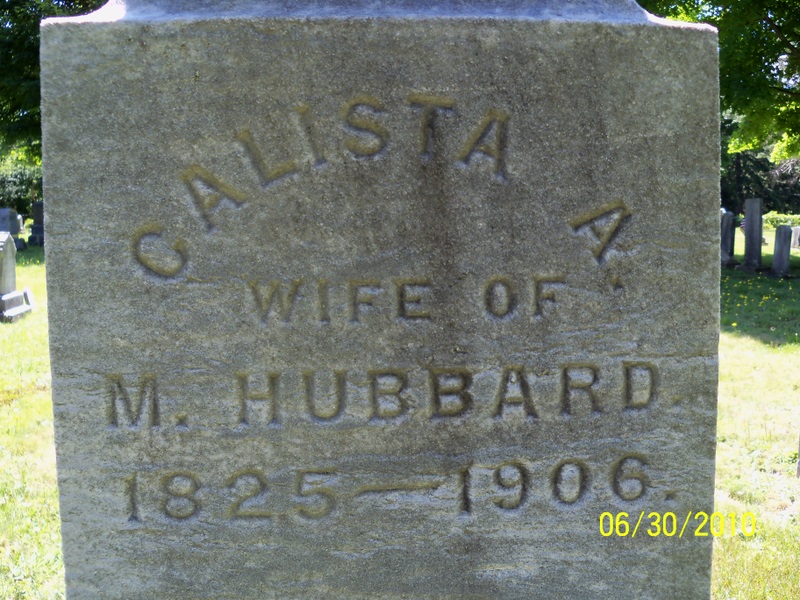 CALISTA A.
WIFE OF
M. HUBBARD.
1825—1906.
06/30/2010